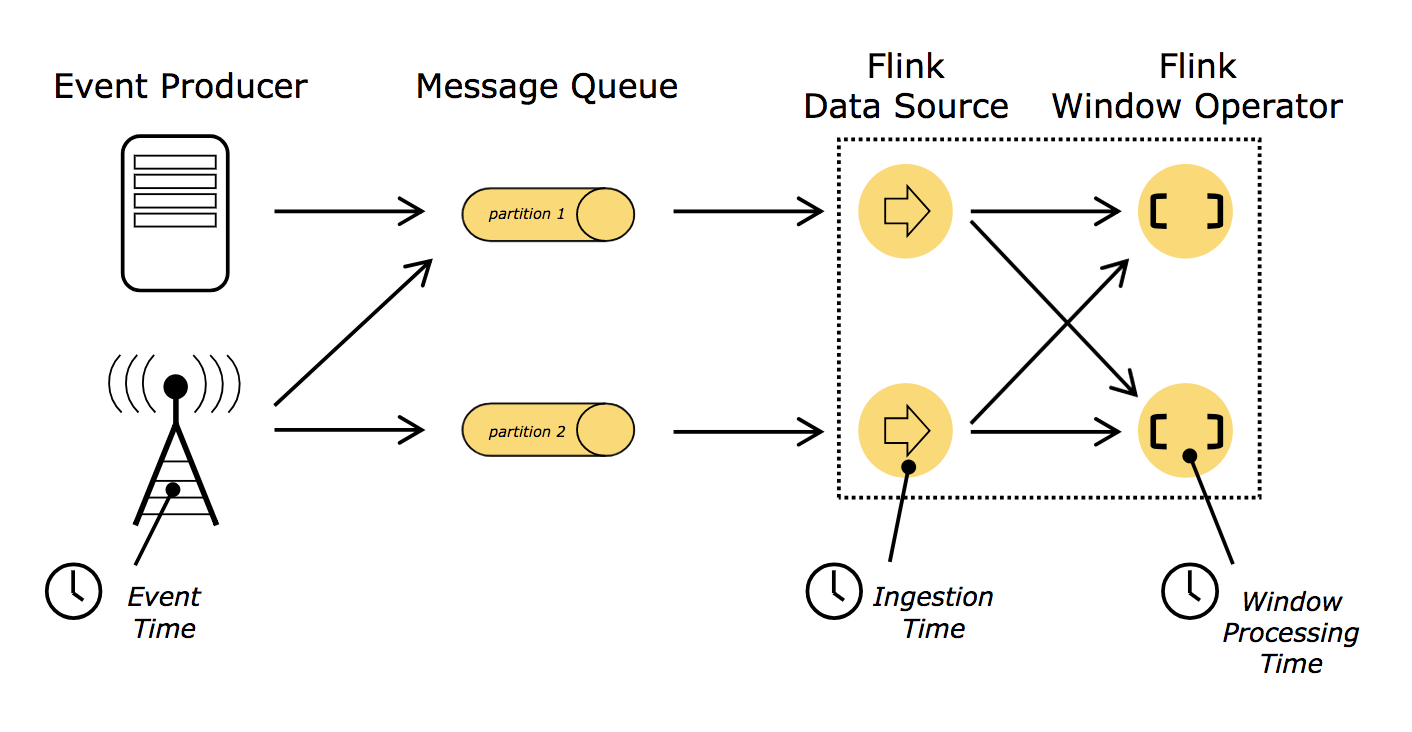 Event Producer
Message Queue
Flink
Data Source
Flink
Window Operator
partition 1
partition 2
Event
Time
Ingestion
Time
Window
Processing
Time